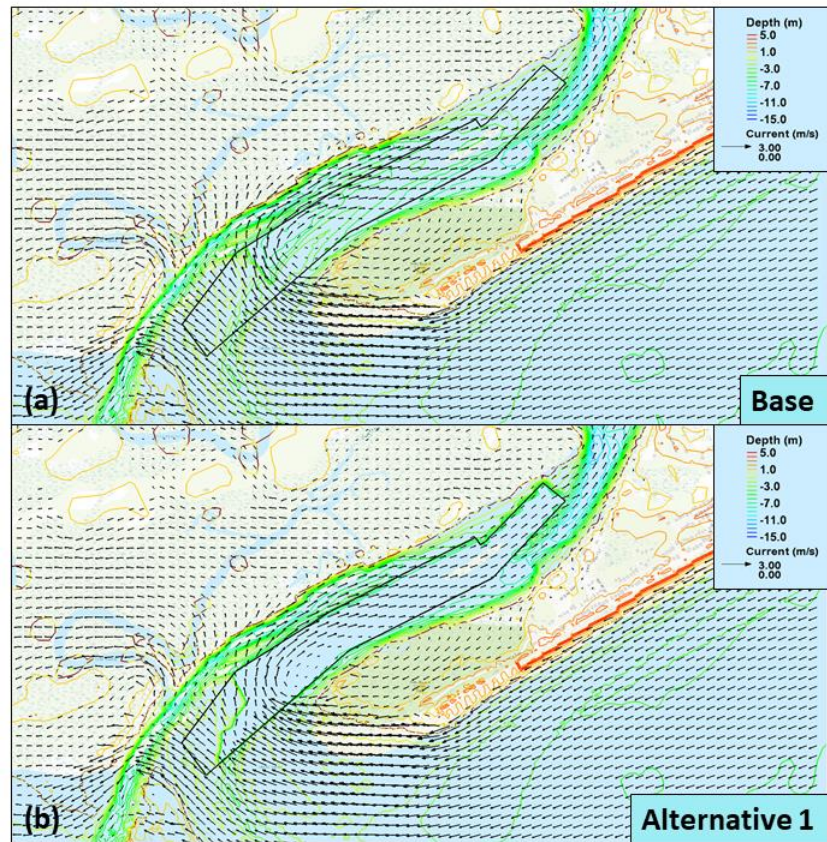 Depth (m)
5.0
1.0
-3.0
-7.0
-11.0
-15.0
Current (m/s)
3.00
0.00
(a)
Base
Depth (m)
5.0
1.0
-3.0
-7.0
-11.0
-15.0
Current (m/s)
3.00
0.00
(b)
Alternative 1